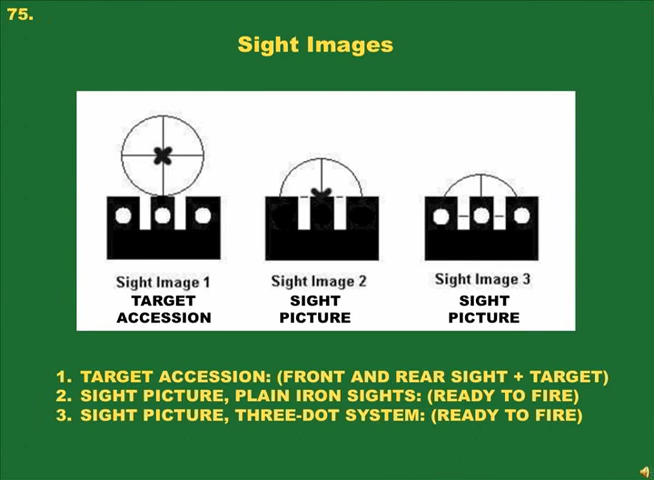 75.
Sight Images
Sight Image 1 Sight Image 2 Sight Image 3
TARGET ACCESSION SIGHT PICTURE SIGHT PICTURE
1. TARGET ACCESSION: (FRONT AND REAR SIGHT + TARGET)
2. SIGHT PICTURE, PLAIN IRON SIGHTS: (READY TO FIRE)
3. SIGHT PICTURE, THREE-DOT SYSTEM: (READY TO FIRE)